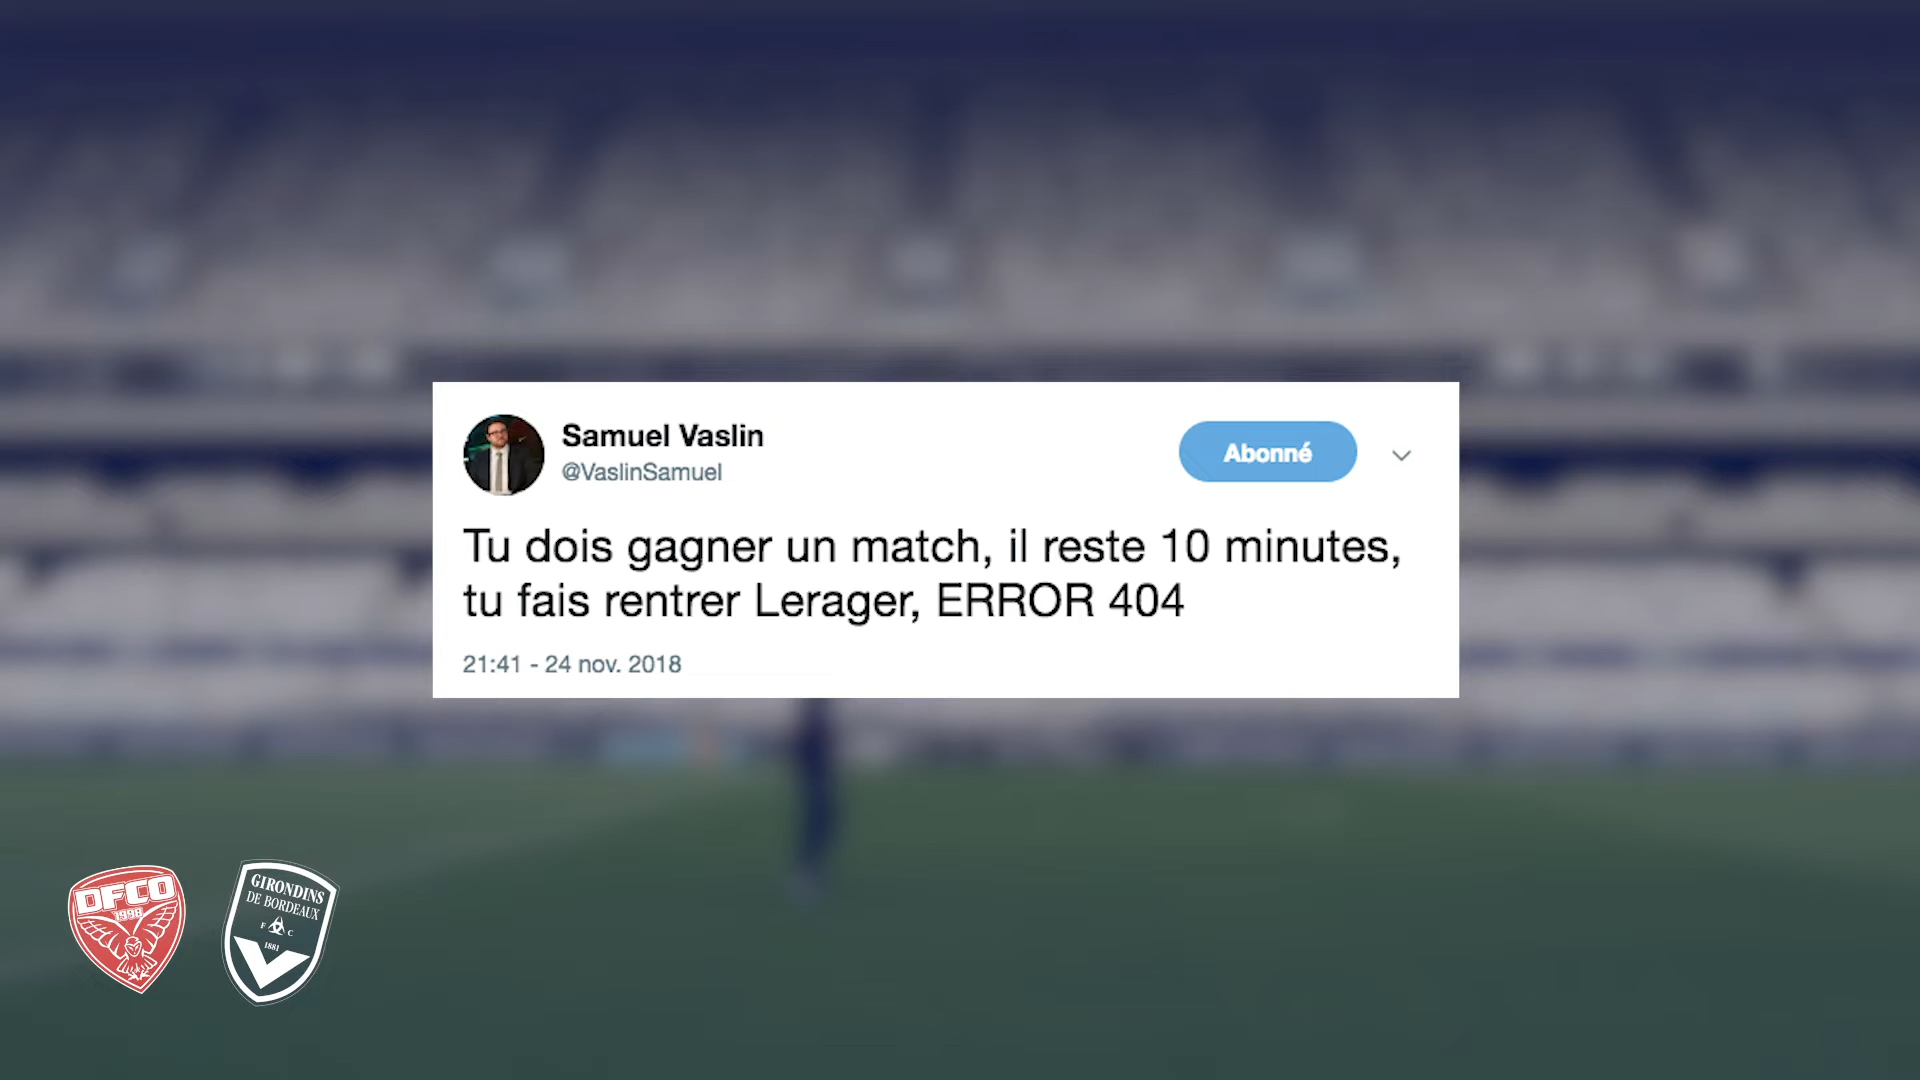 Samuel Vaslin
@VaslinSamuel
Abonné
Tu dois gagner un match, il reste 10 minutes,
tu fais rentrer Lerager, ERROR 404
21:41 - 24 nov. 2018
DFCO
1998
GIRONDINS
DE BORDEAUX
F C
1881